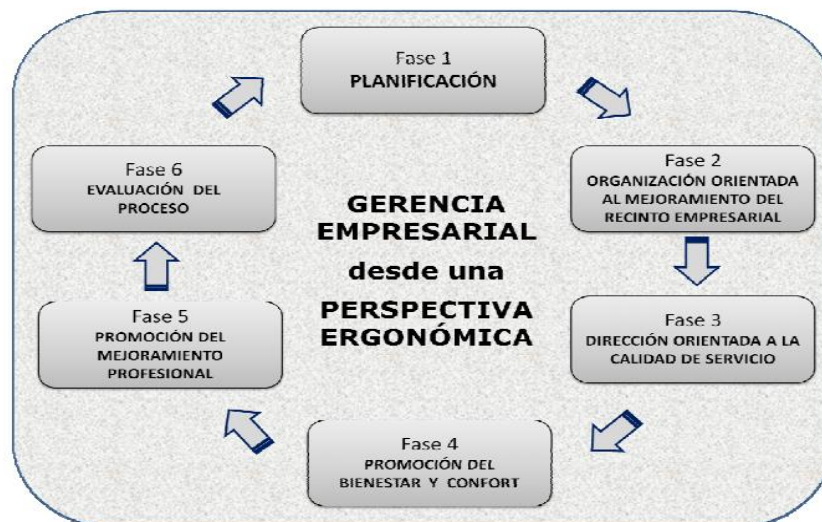 Fase 1
PLANIFICACIÓN
Fase 2
ORGANIZACIÓN ORIENTADA
AL MEJORAMIENTO DEL
RECINTO EMPRESARIAL
Fase 3
DIRECCIÓN ORIENTADA A LA
CALIDAD DE SERVICIO
Fase 4
PROMOCIÓN DEL
BIENESTAR Y CONFORT
Fase 5
PROMOCIÓN DEL
MEJORAMIENTO
PROFESIONAL
Fase 6
EVALUACIÓN DEL
PROCESO
GERENCIA
EMPRESARIAL
desde una
PERSPECTIVA
ERGONÓMICA